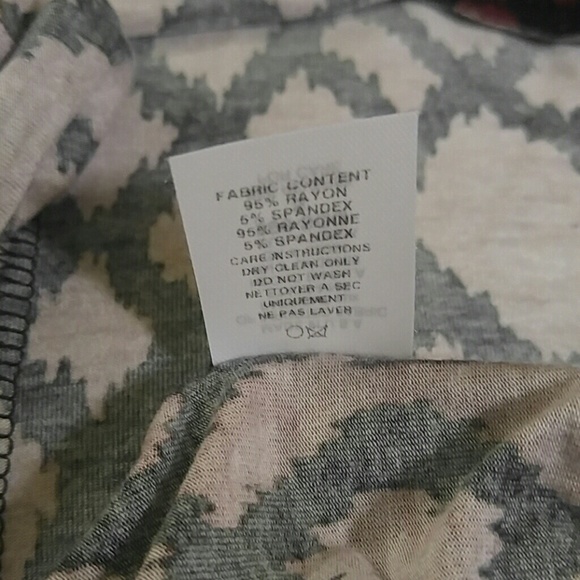 FABRIC CONTENT
95% RAYON
5% SPANDEX
95% RAYONNE
5% SPANDEX
CARE INSTRUCTIONS
DRY CLEAN ONLY
DO NOT WASH
NETTOYER A SEC
UNIQUEMENT
NE PAS LAVER